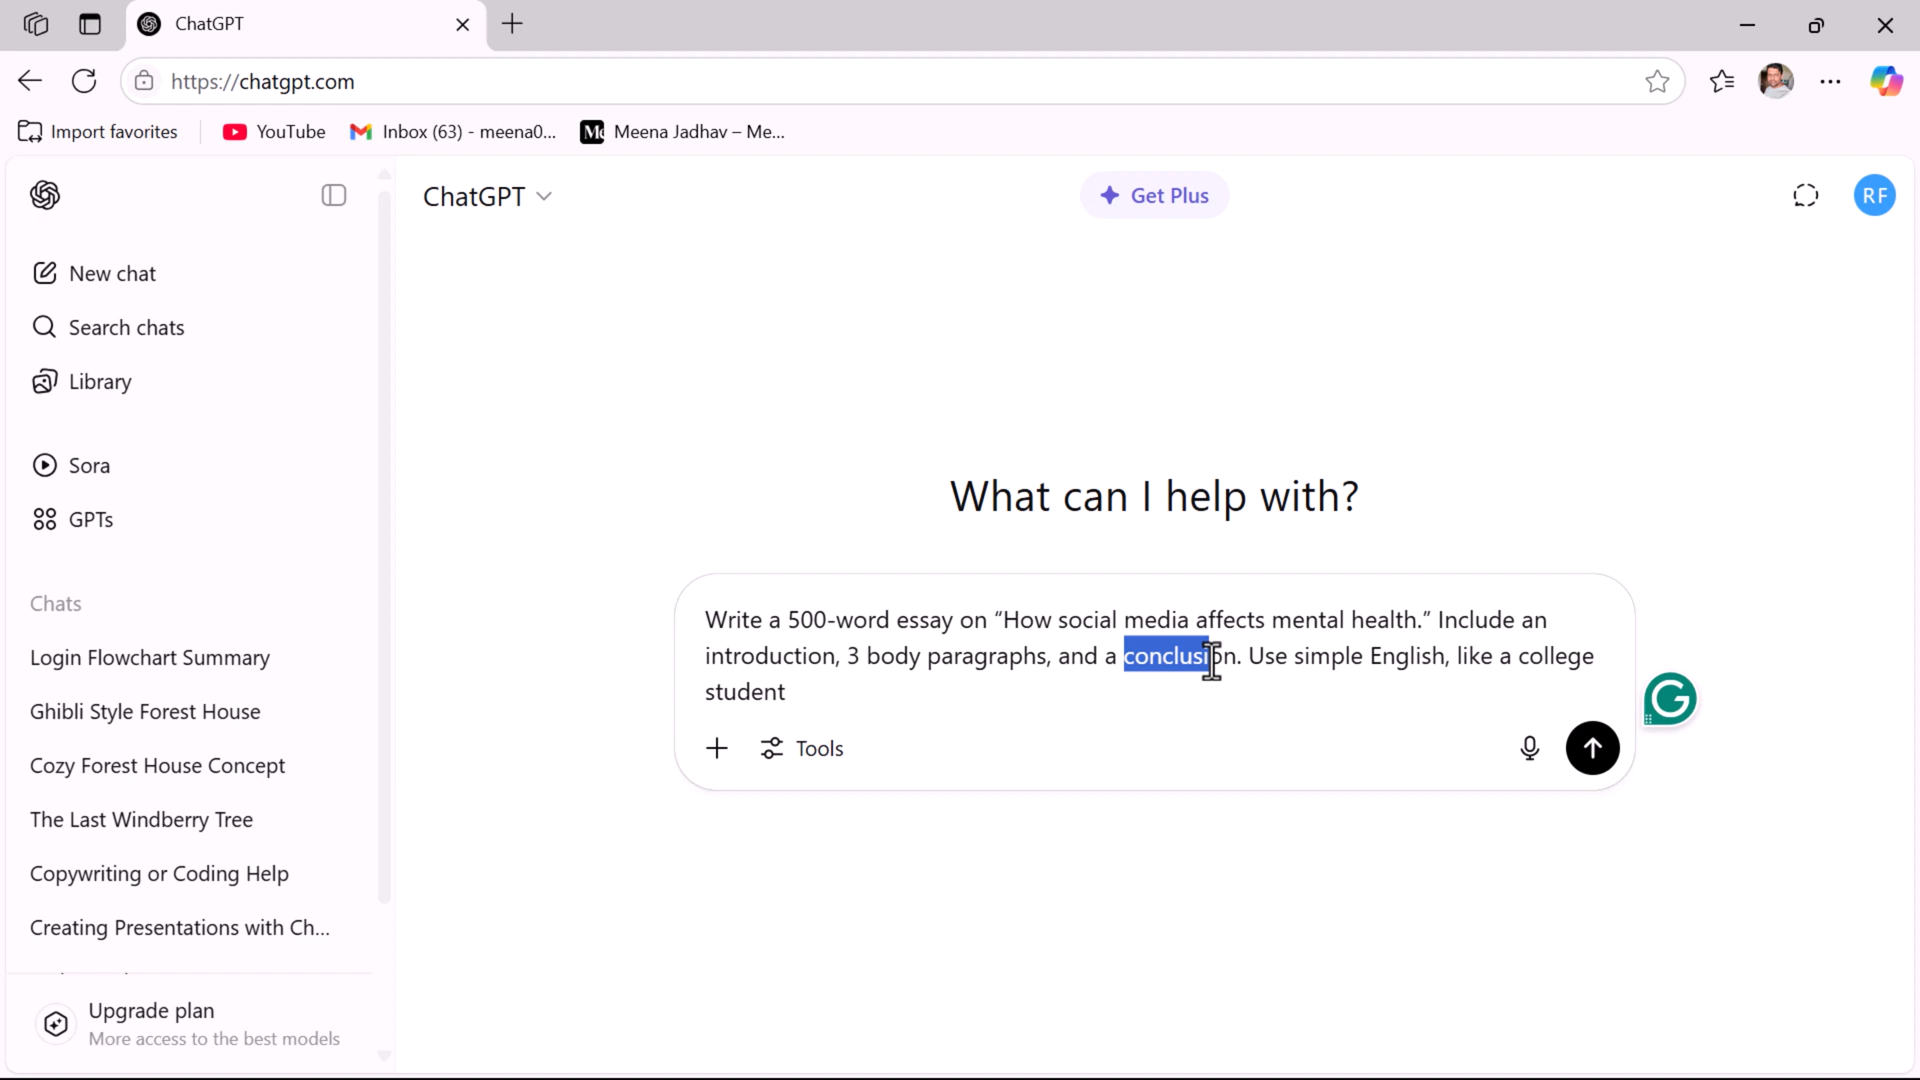 ChatGPT
https://chatgpt.com
Import favorites
YouTube
Inbox (63) - meena0...
Me
Meena Jadhav – Me...
ChatGPT
Get Plus
RF
New chat
Search chats
Library
Sora
GPTs
Chats
Login Flowchart Summary
Ghibli Style Forest House
Cozy Forest House Concept
The Last Windberry Tree
Copywriting or Coding Help
Creating Presentations with Ch...
Upgrade plan
More access to the best models
What can I help with?
Write a 500-word essay on “How social media affects mental health.” Include an
introduction, 3 body paragraphs, and a conclusion. Use simple English, like a college
student
Tools
G